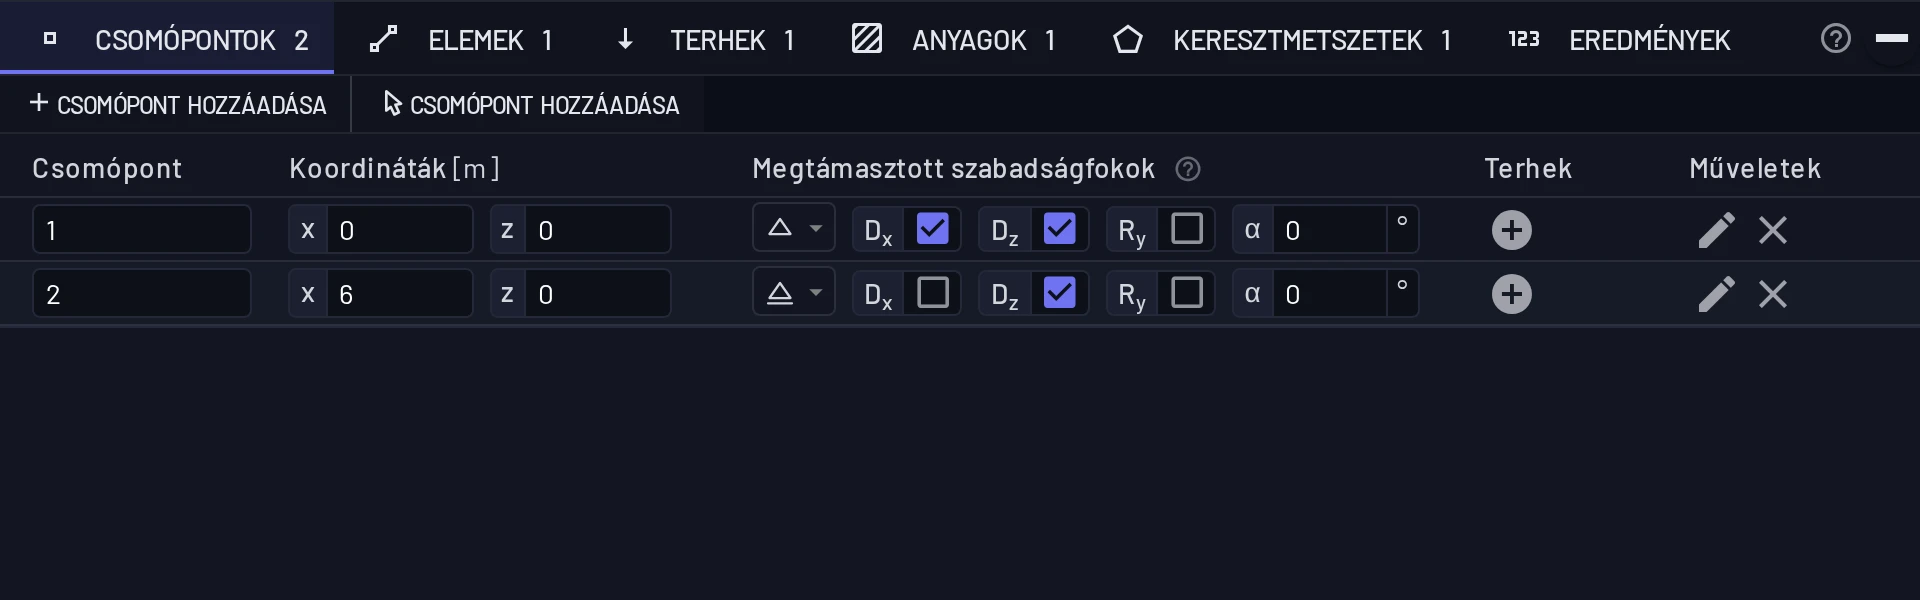 CSOMÓPONTOK 2 ELEMEK 1 TERHEK 1 ANYAGOK 1 KERESZTMETSZETEK 1 123 EREDMÉNYEK ?
+ CSOMÓPONT HOZZÁADÁSA CSOMÓPONT HOZZÁADÁSA
Csomópont Koordináták [m] Megtámasztott szabadságfokok ? Terhek Műveletek
1 x 0 z 0 Dx Dz Ry α 0 °
2 x 6 z 0 Dx Dz Ry α 0 °